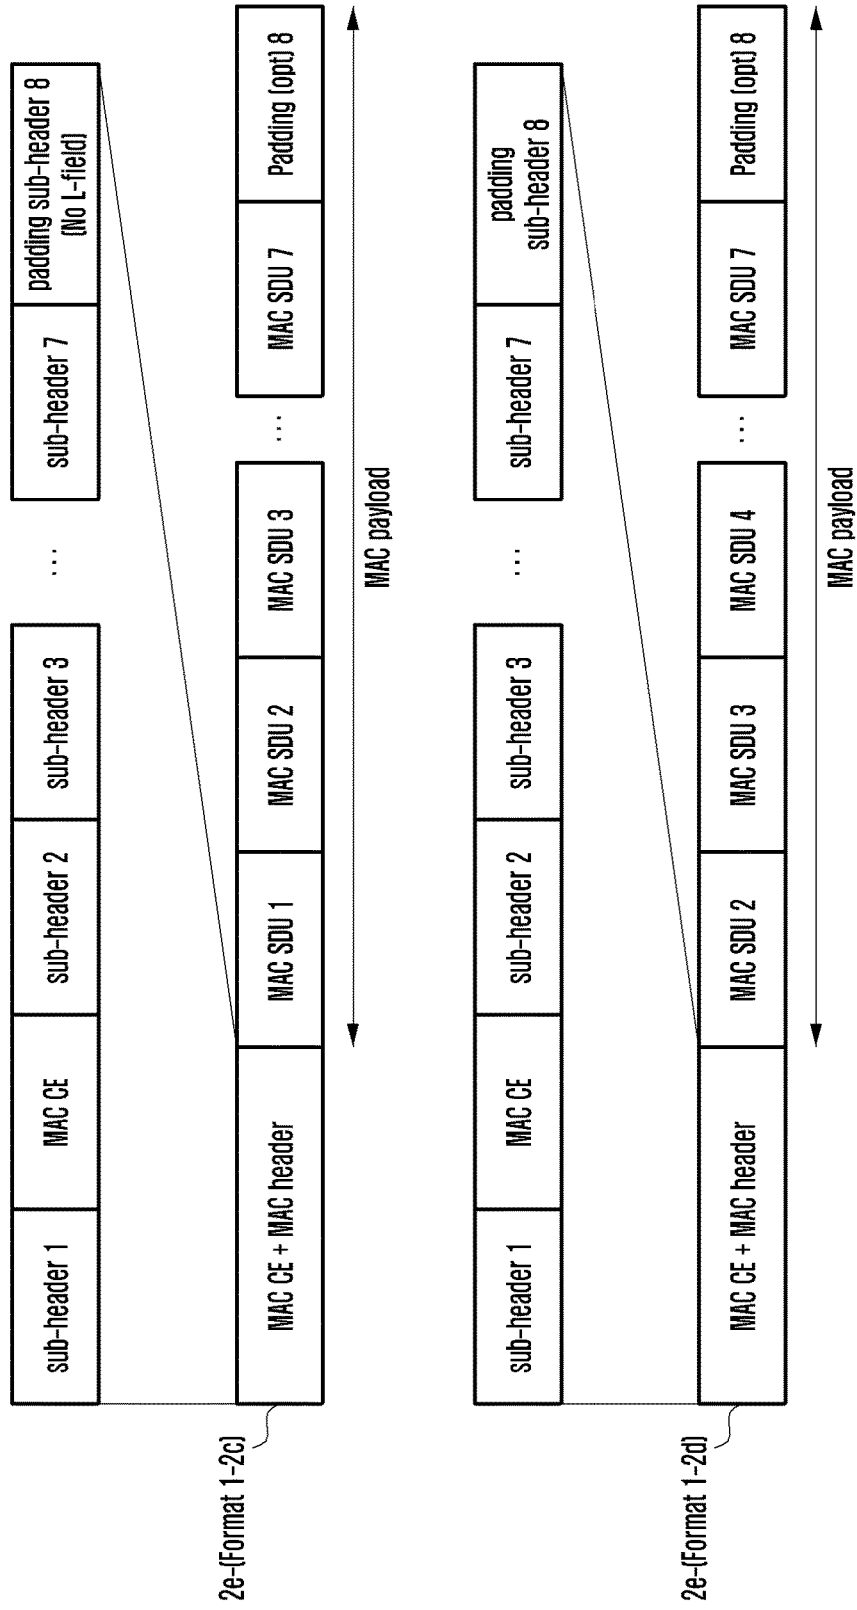 sub-header 1
MAC CE
sub-header 2
sub-header 3
...
sub-header 7
padding sub-header 8
(No L-field)
2e-(Format 1-2c)
MAC CE + MAC header
MAC SDU 1
MAC SDU 2
MAC SDU 3
...
MAC SDU 7
Padding (opt) 8
MAC payload
sub-header 1
MAC CE
sub-header 2
sub-header 3
...
sub-header 7
padding
sub-header 8
2e-(Format 1-2d)
MAC CE + MAC header
MAC SDU 2
MAC SDU 3
MAC SDU 4
...
MAC SDU 7
Padding (opt) 8
MAC payload